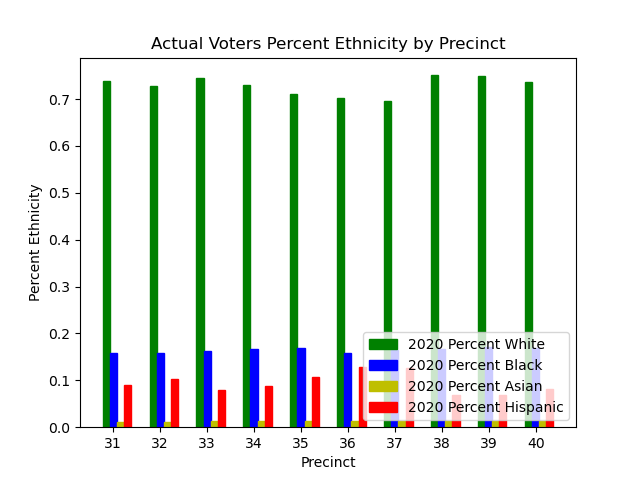 Actual Voters Percent Ethnicity by Precinct
Percent Ethnicity
0.7
0.6
0.5
0.4
0.3
0.2
0.1
0.0
2020 Percent White
2020 Percent Black
2020 Percent Asian
2020 Percent Hispanic
31 32 33 34 35 36 37 38 39 40
Precinct